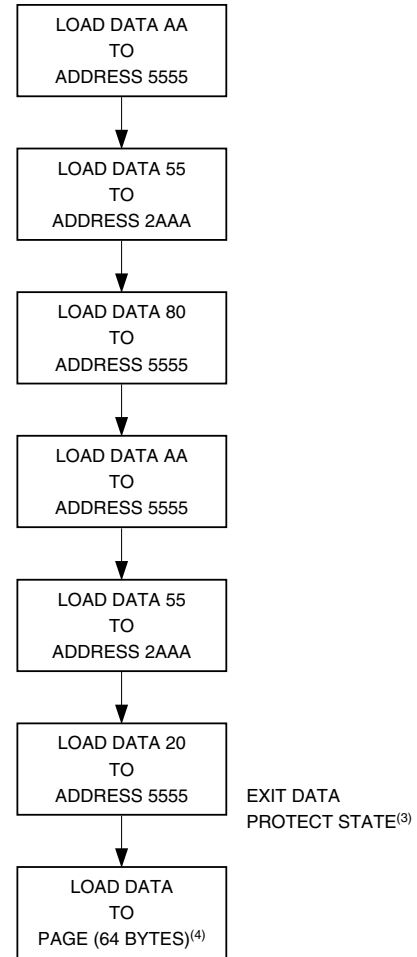 LOAD DATA AA
TO
ADDRESS 5555
LOAD DATA 55
TO
ADDRESS 2AAA
LOAD DATA 80
TO
ADDRESS 5555
LOAD DATA AA
TO
ADDRESS 5555
LOAD DATA 55
TO
ADDRESS 2AAA
LOAD DATA 20
TO
ADDRESS 5555
EXIT DATA
PROTECT STATE(3)
LOAD DATA
TO
PAGE (64 BYTES)(4)